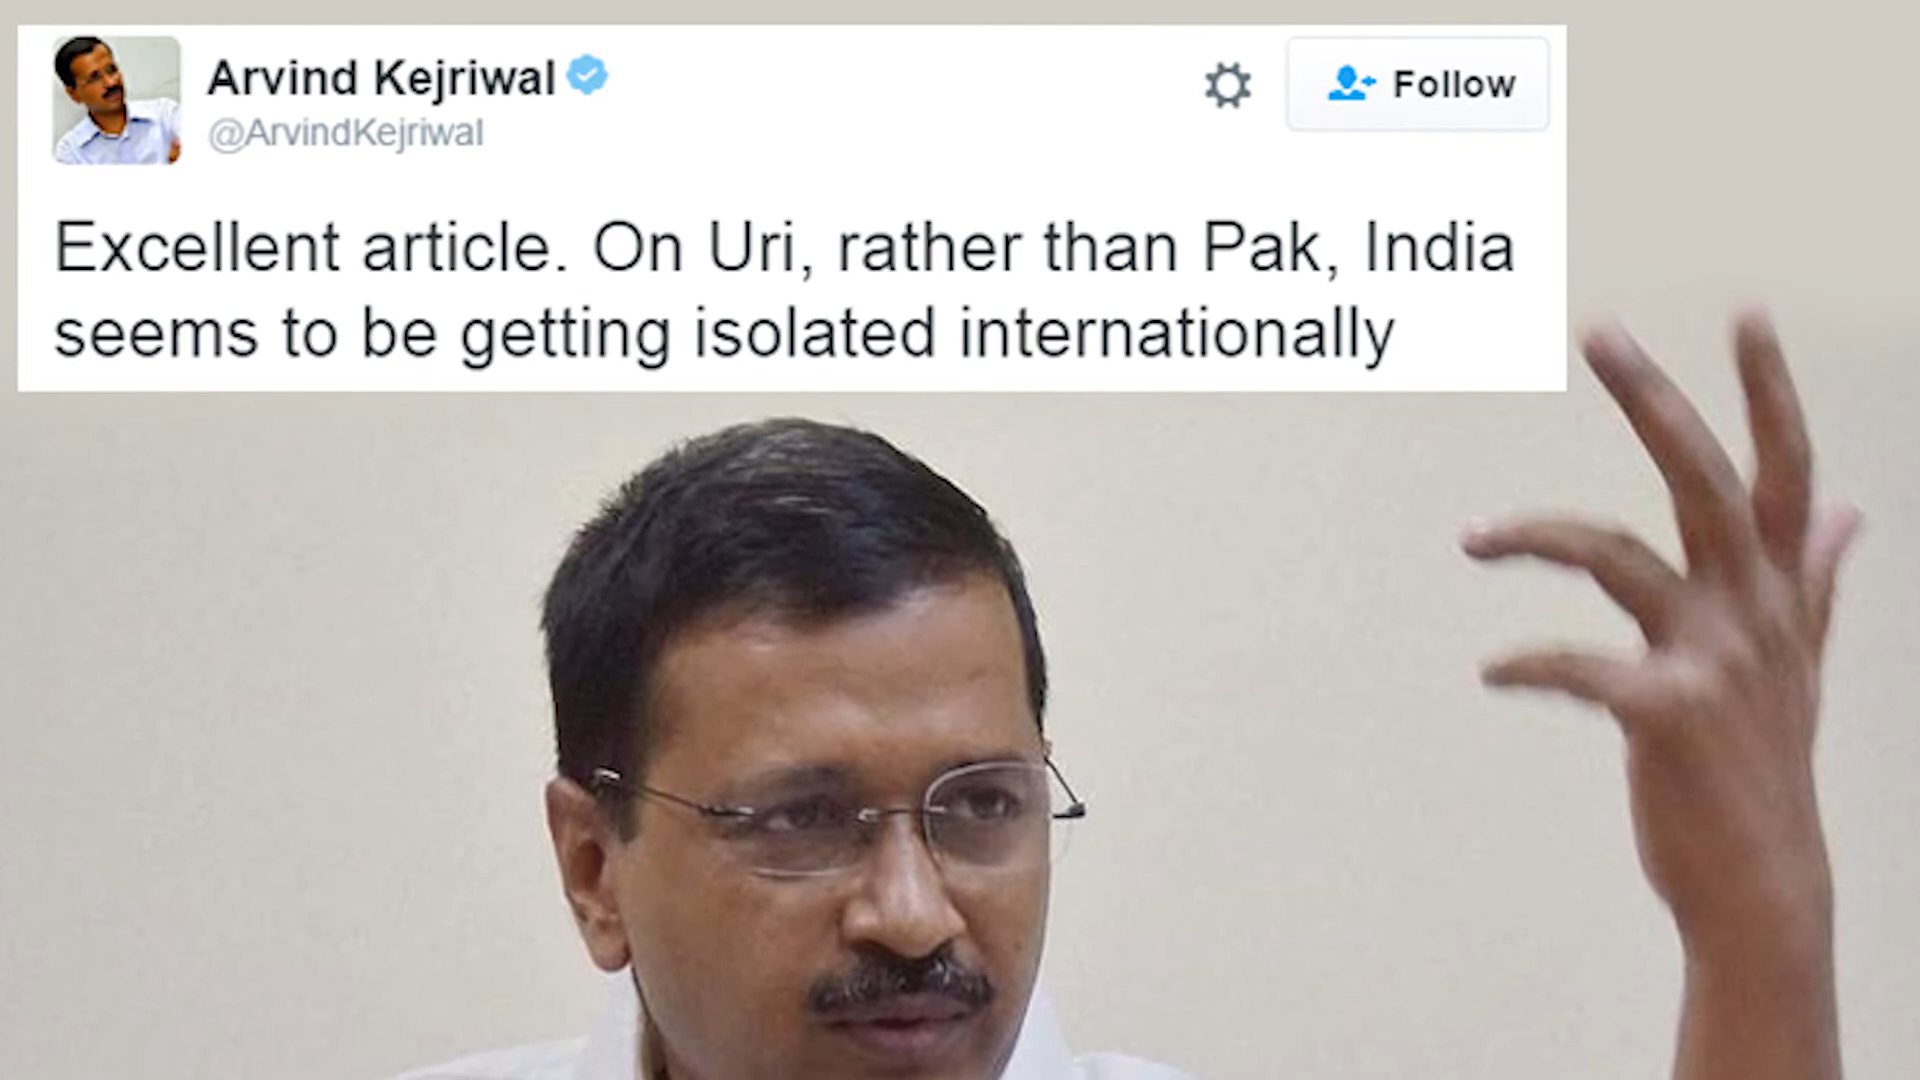 Arvind Kejriwal
@ArvindKejriwal
Follow
Excellent article. On Uri, rather than Pak, India
seems to be getting isolated internationally